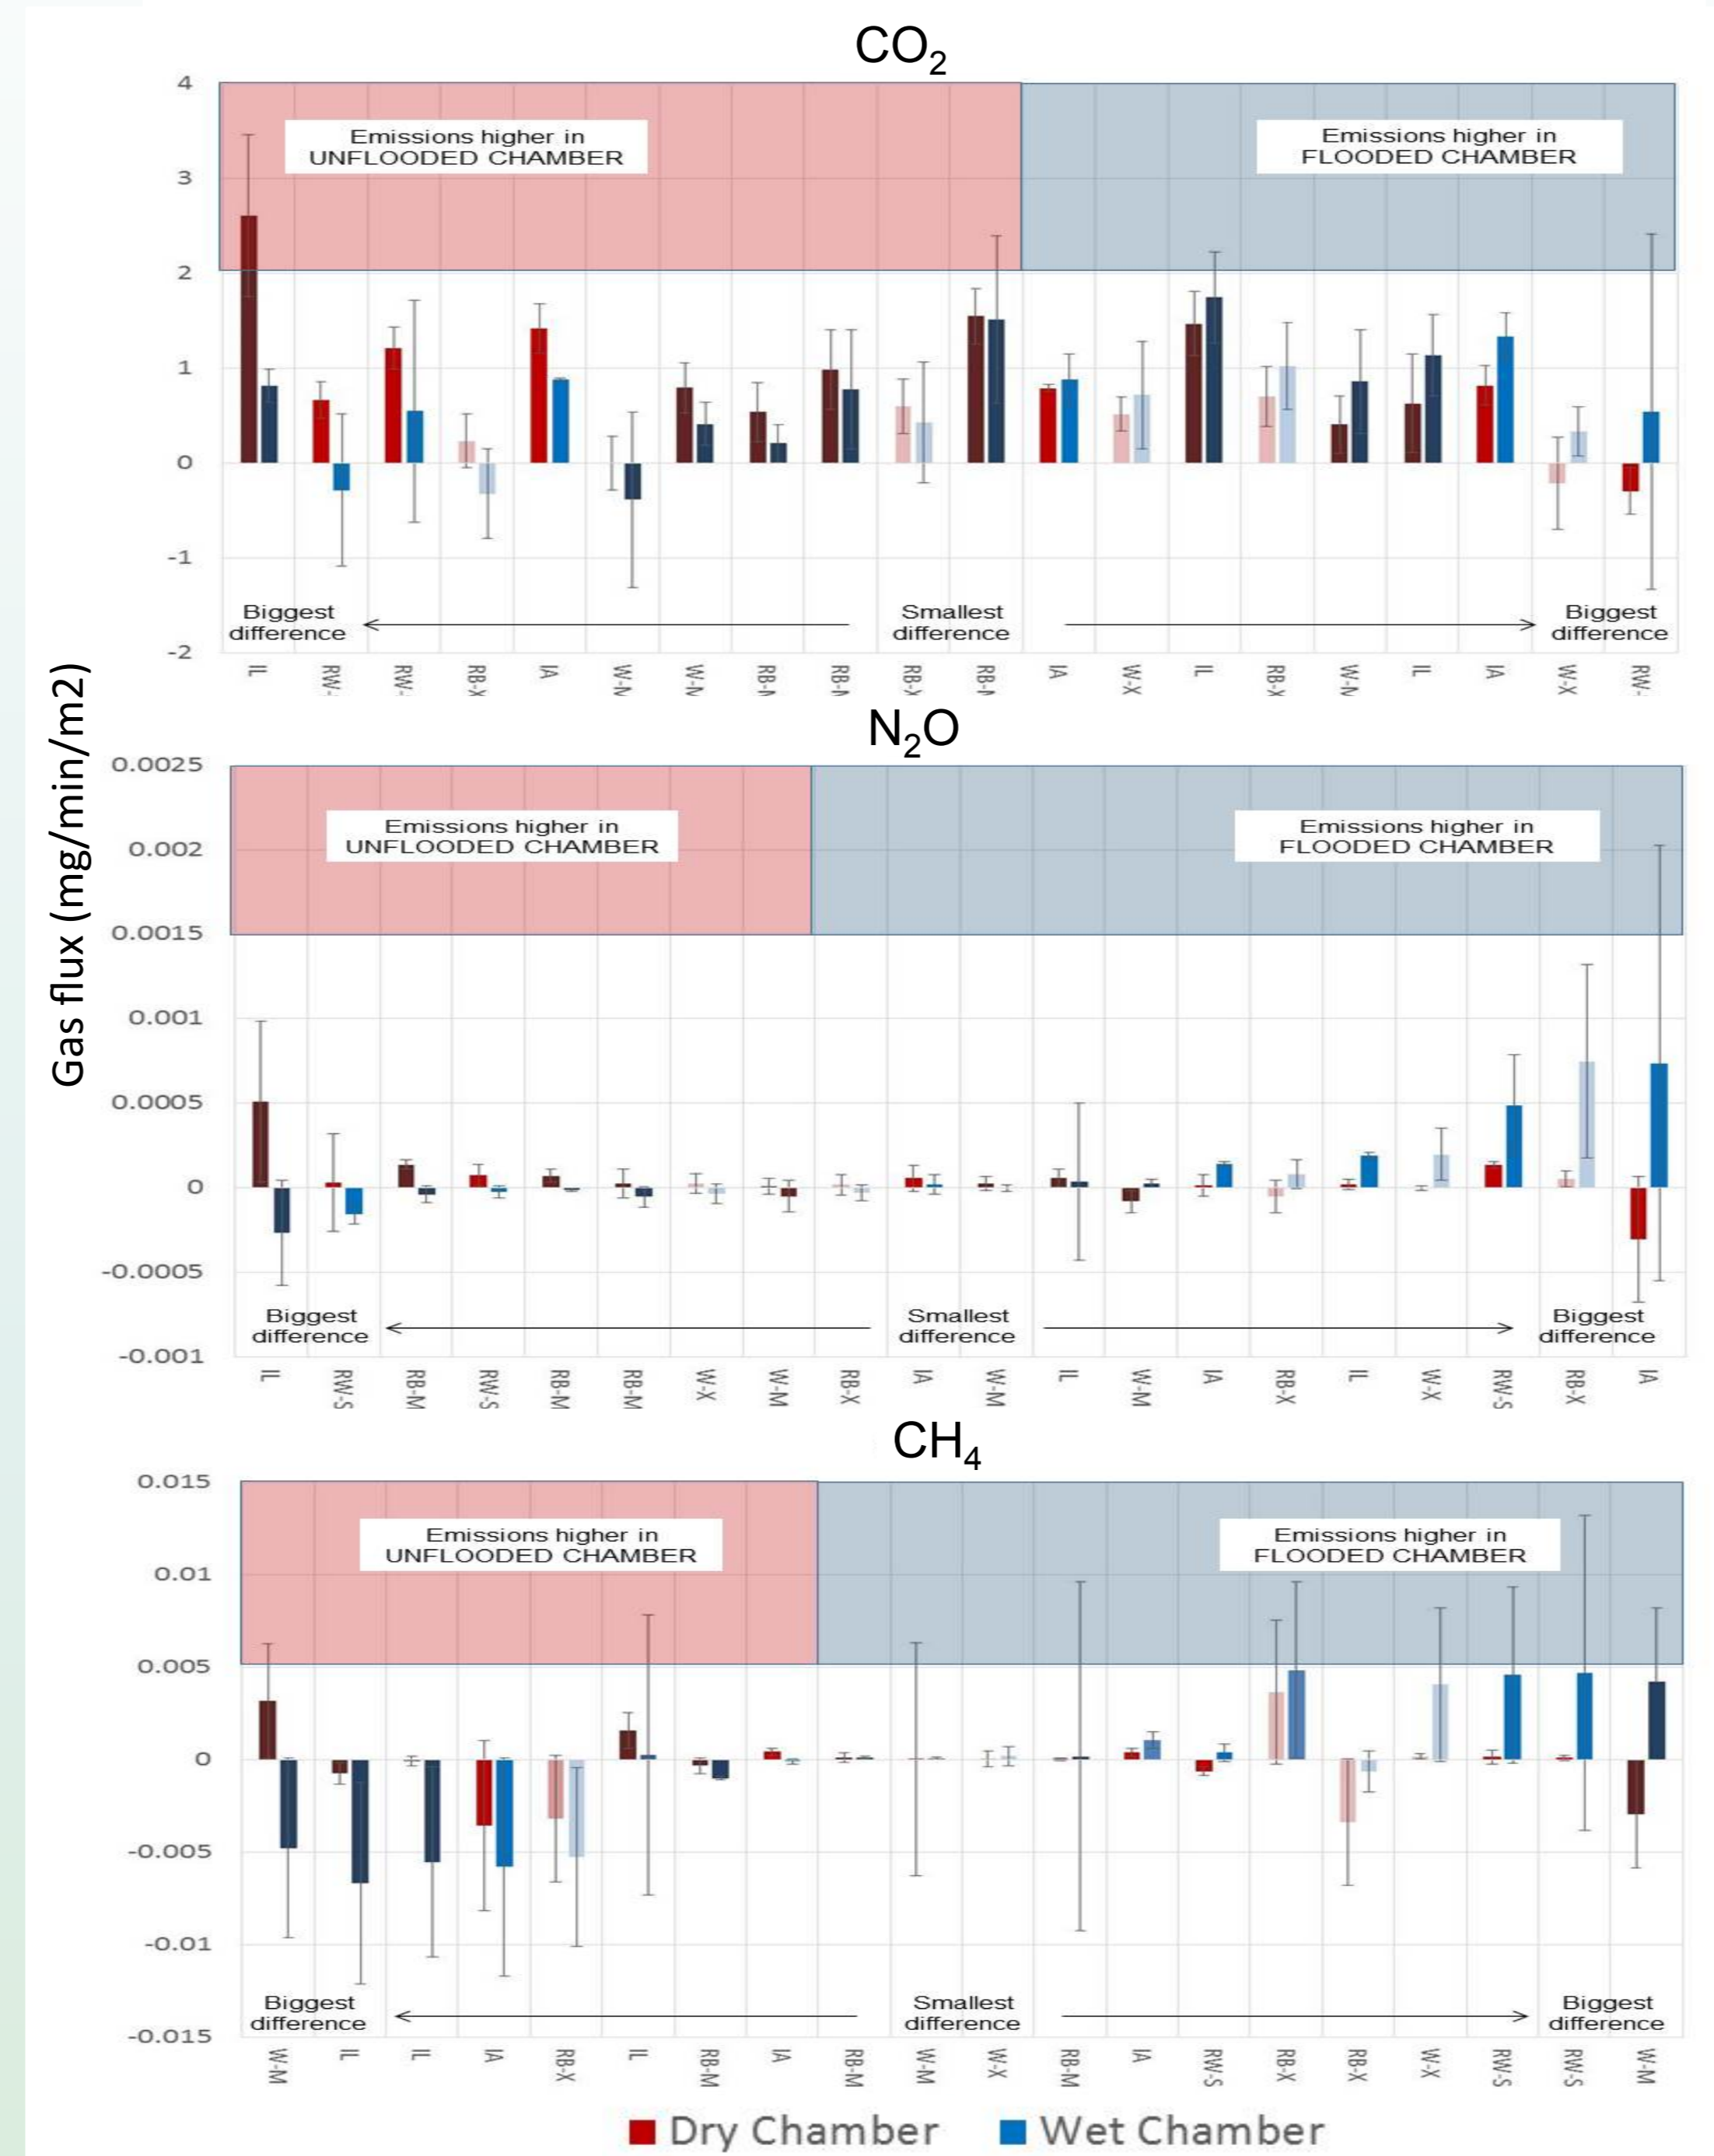 CO2
4
Emissions higher in
UNFLOODED CHAMBER
Emissions higher in
FLOODED CHAMBER
3
2
1
0
-1
Biggest
difference
Smallest
difference
Biggest
difference
-2
IL RW- RW- RB-X IA W-M W-M RB-M RB-M RB-X RB-M IA W-X IL RB-X W-M IL IA W-X RW-
Gas flux (mg/min/m2)
N2O
0.0025
Emissions higher in
UNFLOODED CHAMBER
Emissions higher in
FLOODED CHAMBER
0.002
0.0015
0.001
0.0005
0
-0.0005
Biggest
difference
Smallest
difference
Biggest
difference
-0.001
IL RW-S RB-M RW-S RB-M RB-M W-X W-M RB-X IA W-M IL W-M IA RB-X IL W-X RW-S RB-X IA
CH4
0.015
Emissions higher in
UNFLOODED CHAMBER
Emissions higher in
FLOODED CHAMBER
0.01
0.005
0
-0.005
-0.01
Biggest
difference
Smallest
difference
Biggest
difference
-0.015
W-M IL IL IA RB-X IL RB-M IA RB-M W-M W-X RB-M IA RW-S RB-X RB-X W-X RW-S RW-S W-M
Dry Chamber
Wet Chamber